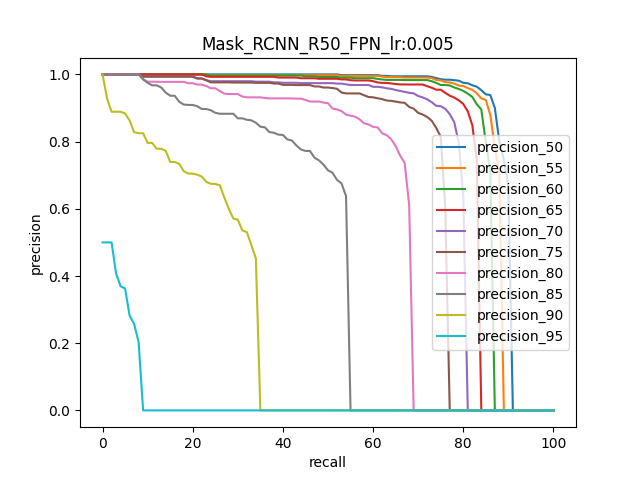 Mask_RCNN_R50_FPN_lr:0.005
precision
1.0
0.8
0.6
0.4
0.2
0.0
precision_50
precision_55
precision_60
precision_65
precision_70
precision_75
precision_80
precision_85
precision_90
precision_95
0 20 40 60 80 100
recall